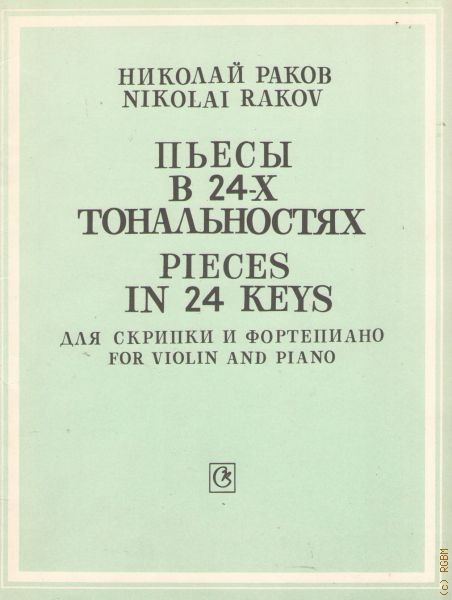 НИКОЛАЙ РАКОВ
NIKOLAI RAKOV
ПЬЕСЫ
В 24-Х
ТОНАЛЬНОСТЯХ
PIECES
IN 24 KEYS
ДЛЯ СКРИПКИ И ФОРТЕПИАНО
FOR VIOLIN AND PIANO
(c) RGBM